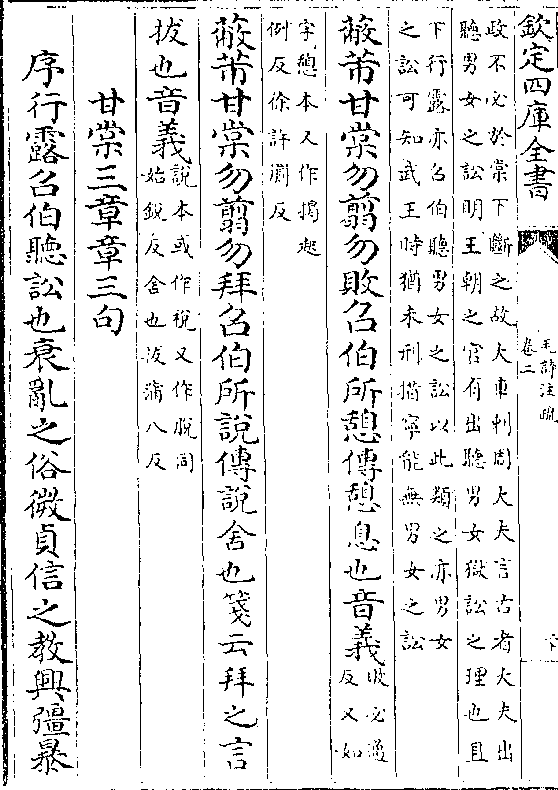 欽定四庫全書
毛詩注疏
卷二
政不必於棠下斷之故大車刺周大夫言古者大夫出
聽男女之訟明王朝之官有出聽男女獄訟之理也且
下行露亦召伯聽男女之訟以此類之亦男女
之訟可知武王時猶未刑措寧能無男女之訟
蔽芾甘棠勿翦勿敗召伯所憩傳憩息也音義
敗必邁
反又如
字憩本又作揭起
例反徐許罽反
蔽芾甘棠勿翦勿拜召伯所說傳說舍也箋云拜之言
拔也音義
說本或作稅又作脫同
始銳反舍也拔蒲八反
甘棠三章章三句
序行露召伯聽訟也衰亂之俗微貞信之教興彊暴